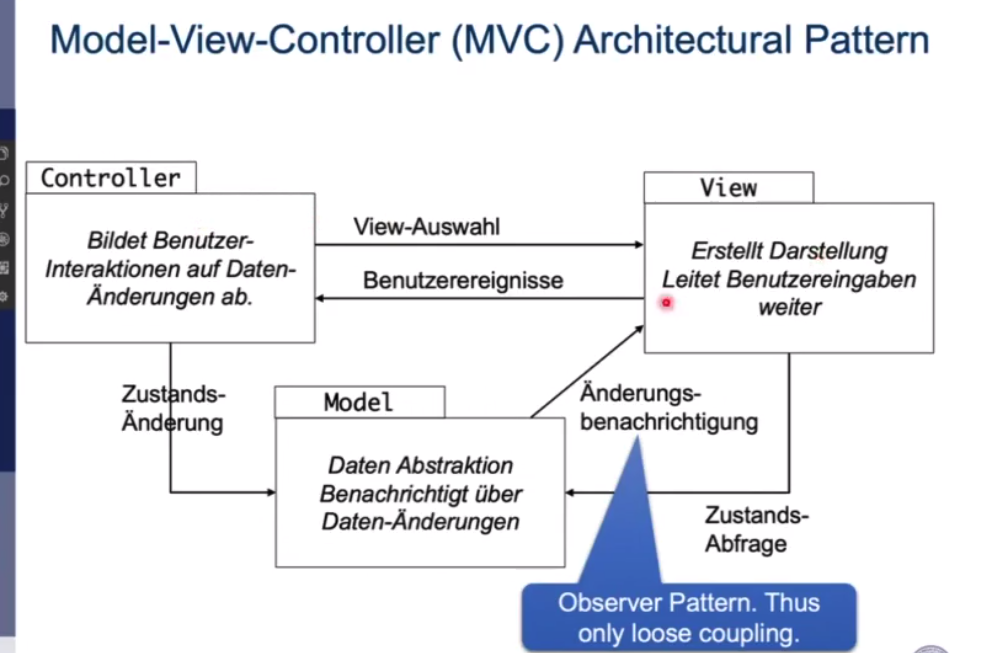 Model-View-Controller (MVC) Architectural Pattern
Controller
Bildet Benutzer-
Interaktionen auf Daten-
Änderungen ab.
View-Auswahl
Benutzerereignisse
View
Erstellt Darstellung
Leitet Benutzereingaben
weiter
Zustands-
Änderung
Model
Daten Abstraktion
Benachrichtigt über
Daten-Änderungen
Änderungs-
benachrichtigung
Zustands-
Abfrage
Observer Pattern. Thus
only loose coupling.